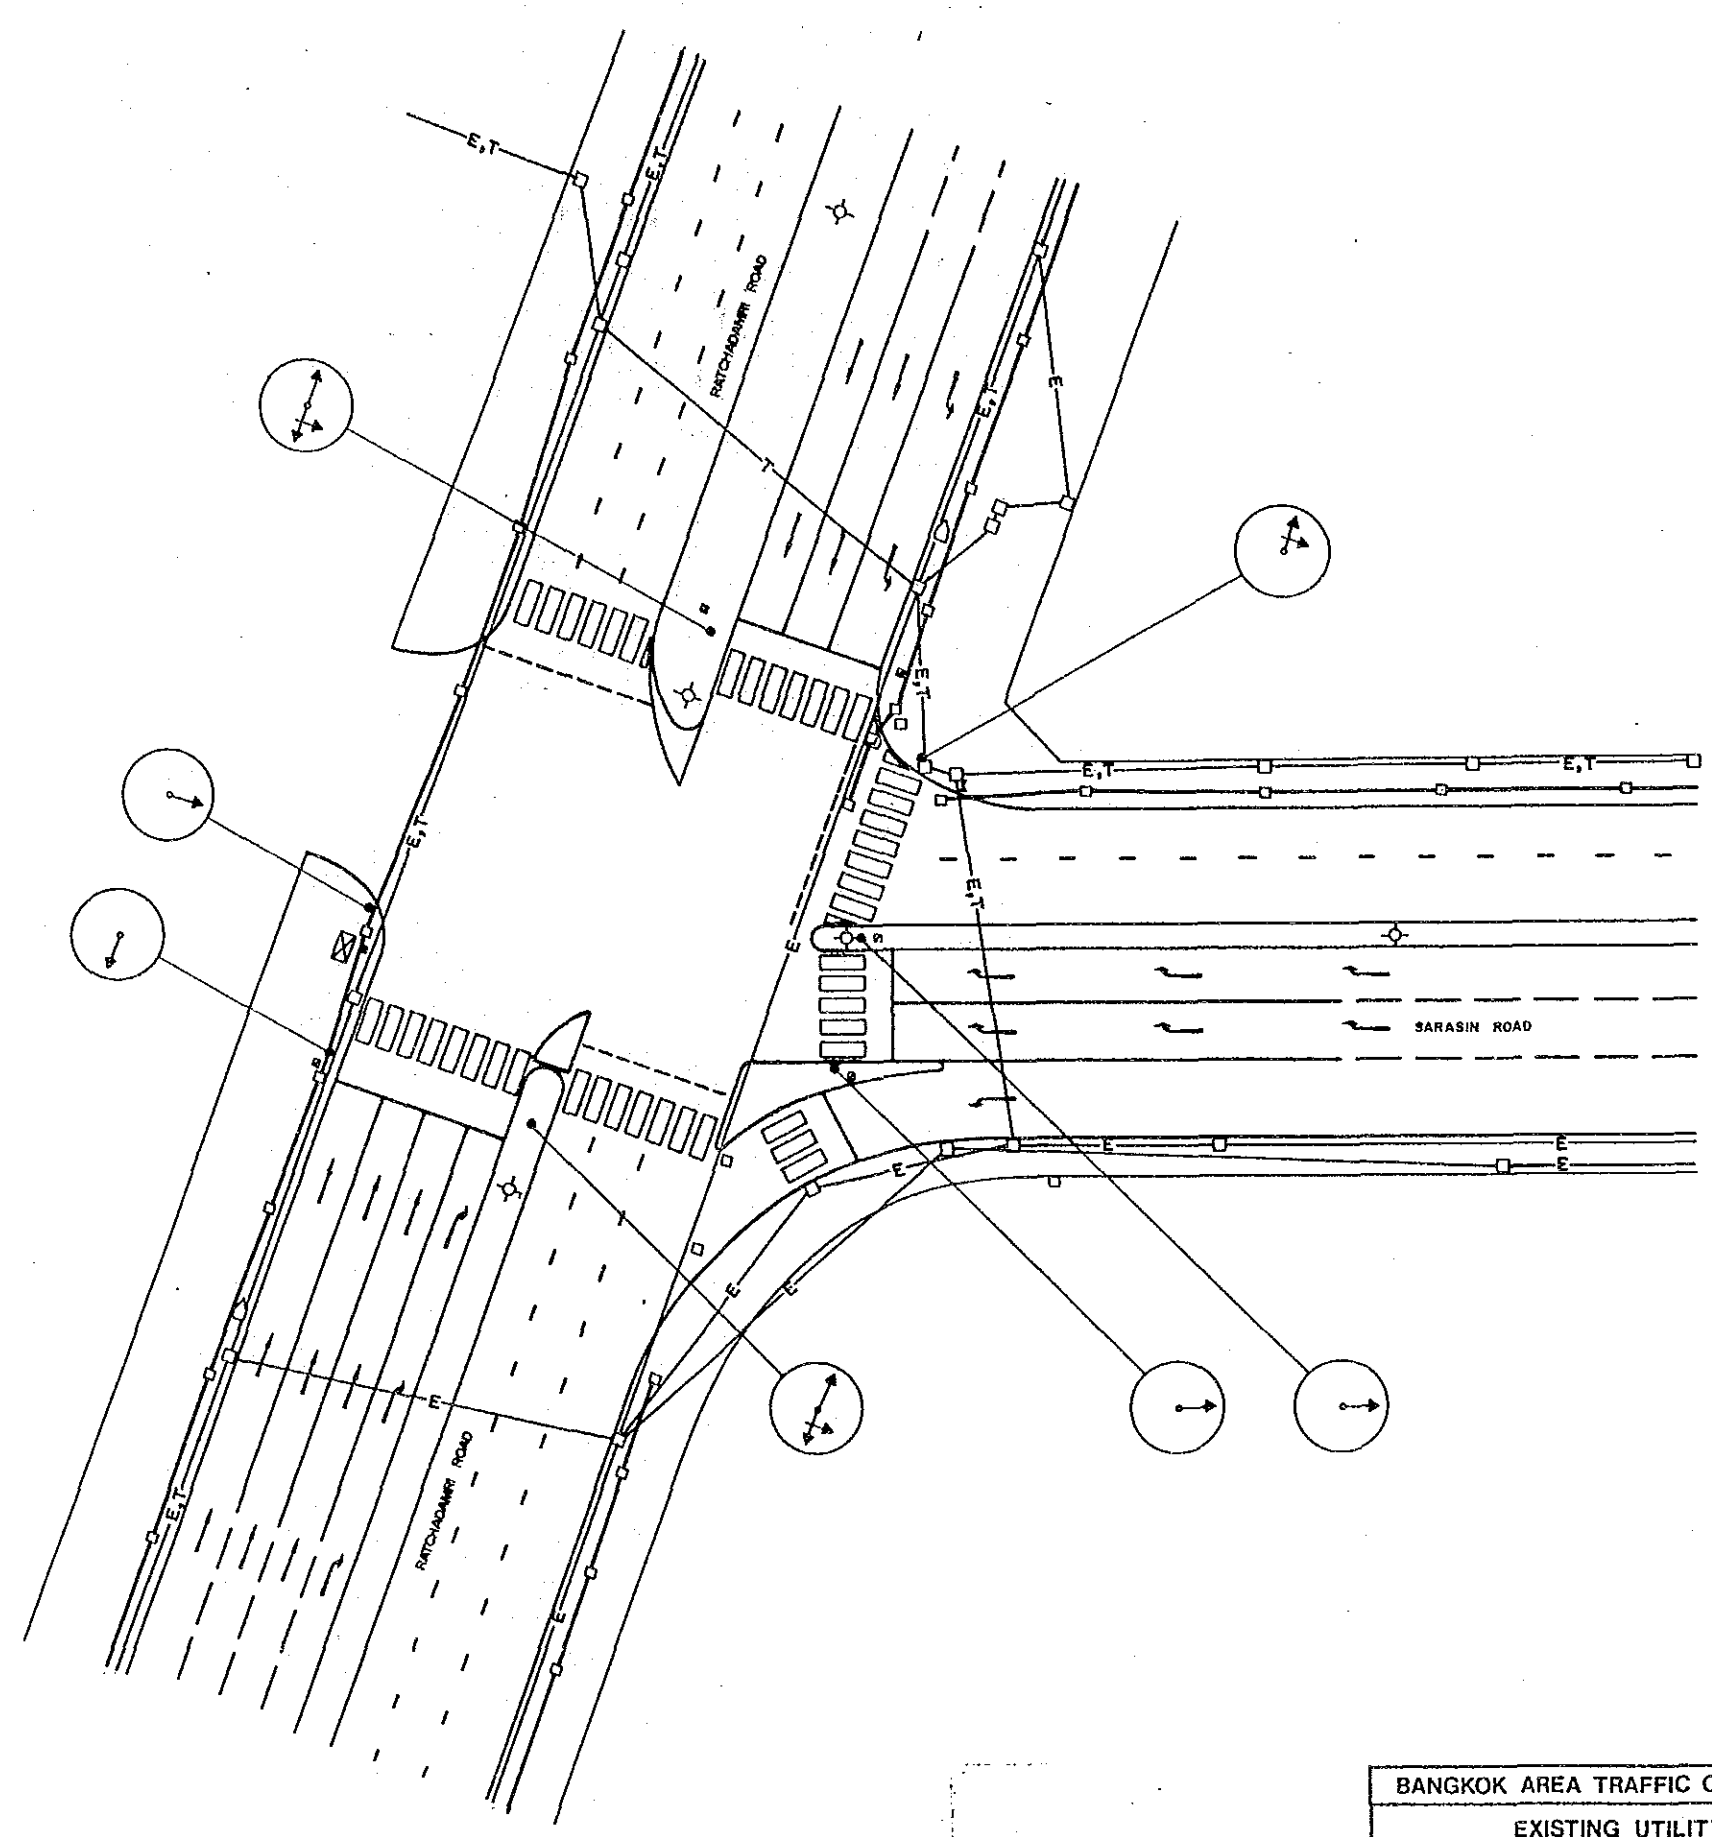 E,T
E,T
RATCHADAMRI ROAD
E
E,T
T
E,T
E,T
E,T
E,T
E,T
E
SARASIN ROAD
E
E
E
E
E
E
E
RATCHADAMRI ROAD
E,T
E
BANGKOK AREA TRAFFIC
EXISTING UTILIT